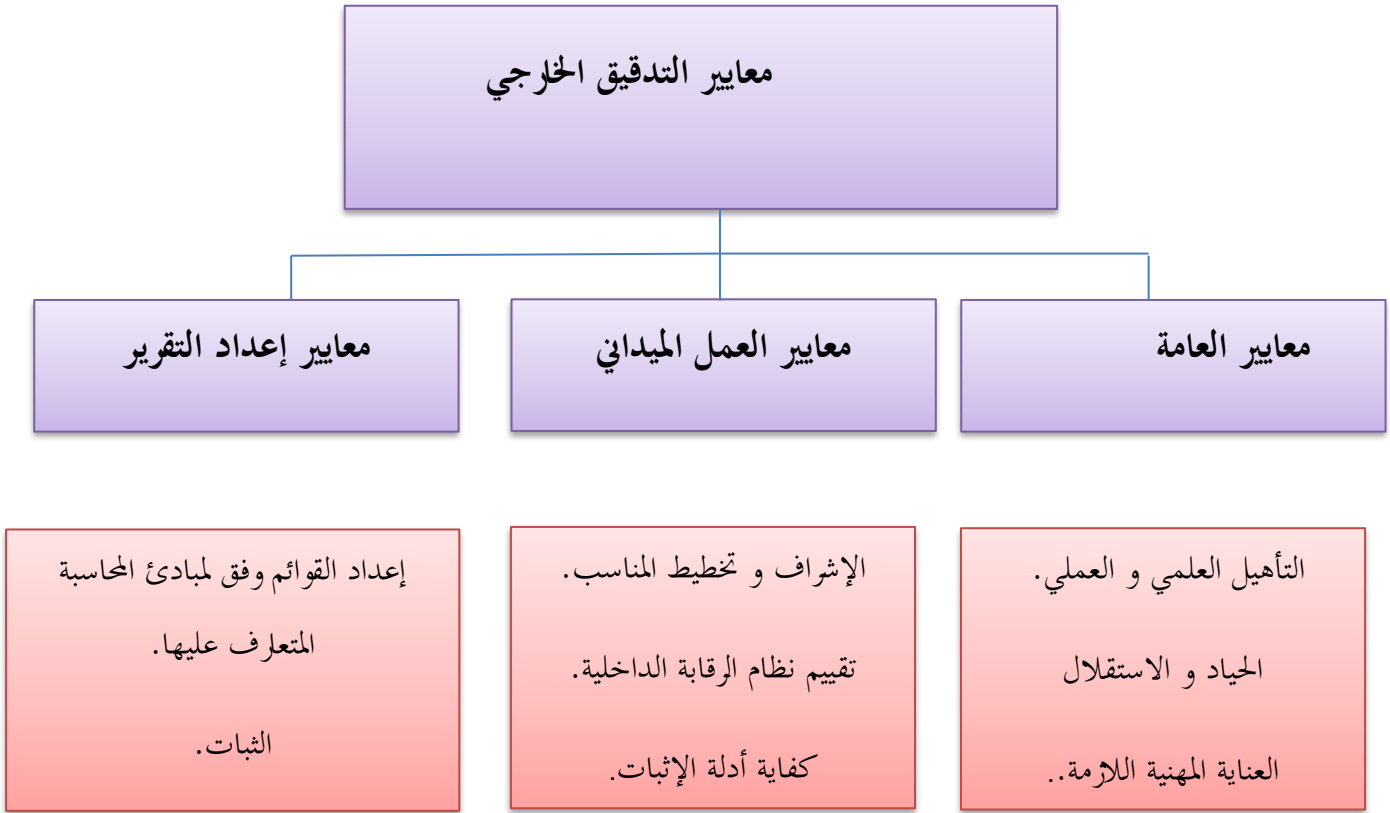 معايير التدقيق الخارجي
معايير العامة
معايير العمل الميداني
معايير إعداد التقرير
التأهيل العلمي و العملي.
الحياد و الاستقلال
العناية المهنية اللازمة..
الإشراف و تخطيط المناسب.
تقييم نظام الرقابة الداخلية.
كفاية أدلة الإثبات.
إعداد القوائم وفق لمبادئ المحاسبة
المتعارف عليها.
الثبات.